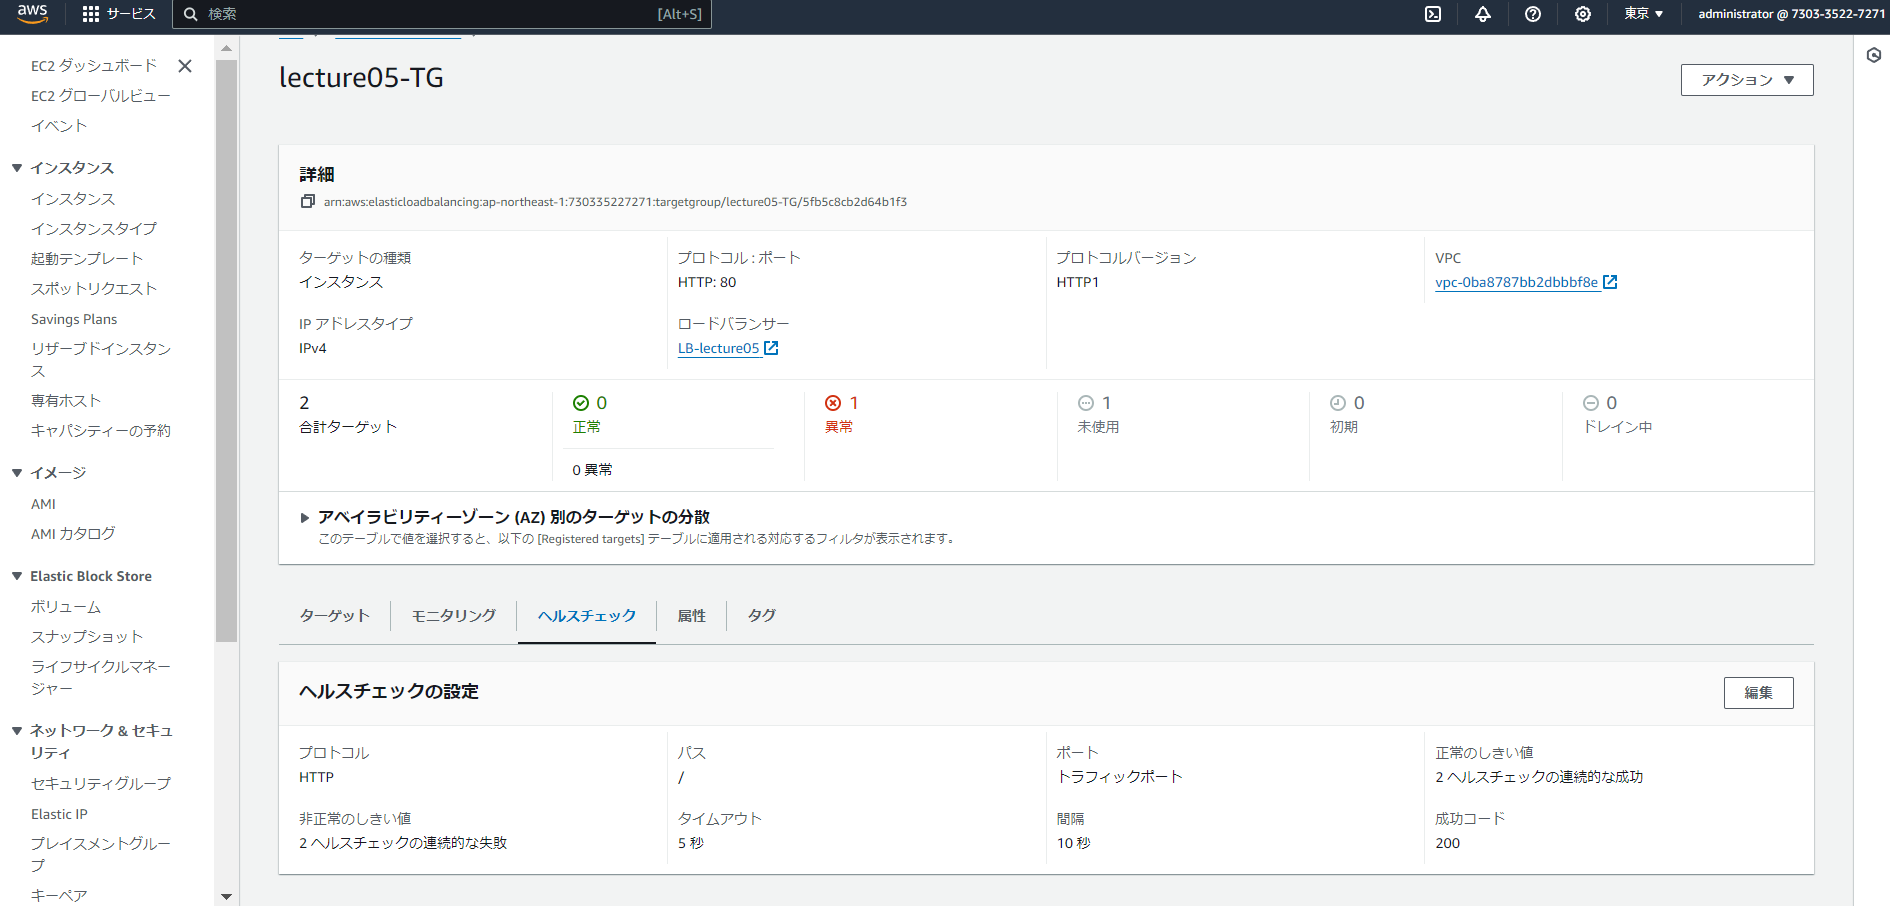 aws
サービス
検索
[Alt+S]
東京 ▼
administrator @ 7303-3522-7271
EC2 ダッシュボード
EC2 グローバルビュー
イベント
インスタンス
インスタンス
インスタンスタイプ
起動テンプレート
スポットリクエスト
Savings Plans
リザーブドインスタン
ス
専有ホスト
キャパシティーの予約
イメージ
AMI
AMI カタログ
Elastic Block Store
ボリューム
スナップショット
ライフサイクルマネー
ジャー
ネットワーク & セキュ
リティ
セキュリティグループ
Elastic IP
プレイスメントグルー
プ
キーペア
lecture05-TG
アクション ▼
詳細
arn:aws:elasticloadbalancing:ap-northeast-1:730335227271:targetgroup/lecture05-TG/5fb5c8cb2d64b1f3
ターゲットの種類
インスタンス
プロトコル : ポート
HTTP: 80
プロトコルバージョン
HTTP1
VPC
vpc-0ba8787bb2dbbbf8e
IP アドレスタイプ
IPv4
ロードバランサー
LB-lecture05
2
合計ターゲット
0
正常
0 異常
1
異常
1
未使用
0
初期
0
ドレイン中
アベイラビリティーゾーン (AZ) 別のターゲットの分散
このテーブルで値を選択すると、以下の [Registered targets] テーブルに適用される対応するフィルタが表示されます。
ターゲット
モニタリング
ヘルスチェック
属性
タグ
ヘルスチェックの設定
編集
プロトコル
HTTP
パス
/
ポート
トラフィックポート
正常のしきい値
2 ヘルスチェックの連続的な成功
非正常のしきい値
2 ヘルスチェックの連続的な失敗
タイムアウト
5 秒
間隔
10 秒
成功コード
200